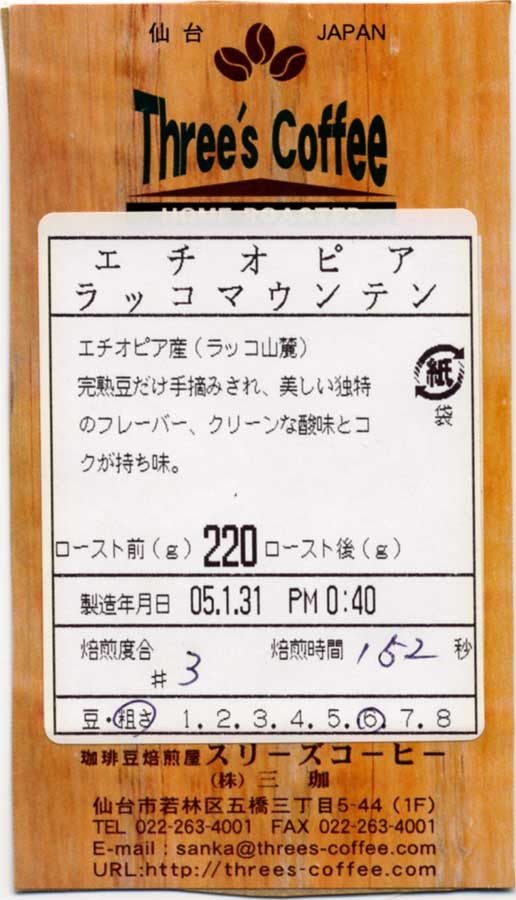 仙台 JAPAN
Three's Coffee
HOME ROASTED
エチオピア
ラッコマウンテン
エチオピア産(ラッコ山麓)
完熟豆だけ手摘みされ、美しい独特
のフレーバー、クリーンな酸味とコ
クが持ち味。
紙
袋
ロースト前(g) 220 ロースト後(g)
製造年月日 05.1.31 PM 0:40
焙煎度合 #3 焙煎時間 152 秒
豆・粗さ 1.2.3.4.5.6.7.8
珈琲豆焙煎屋 スリーズコーヒー
(株)三珈
仙台市若林区五橋三丁目5-44(1F)
TEL 022-263-4001 FAX 022-263-4001
E-mail : sanka@threes-coffee.com
URL:http://threes-coffee.com